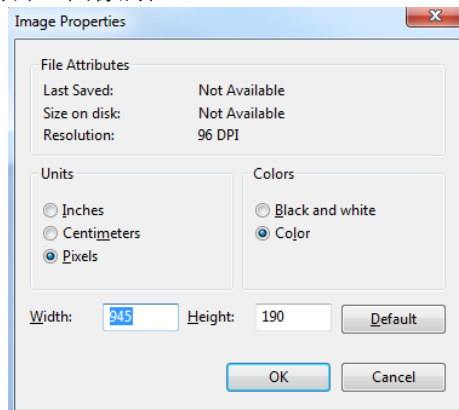 Image Properties
File Attributes
Last Saved: Not Available
Size on disk: Not Available
Resolution: 96 DPI
Units
Colors
Inches
Black and white
Centimeters
Color
Pixels
Width: 945 Height: 190 Default
OK Cancel